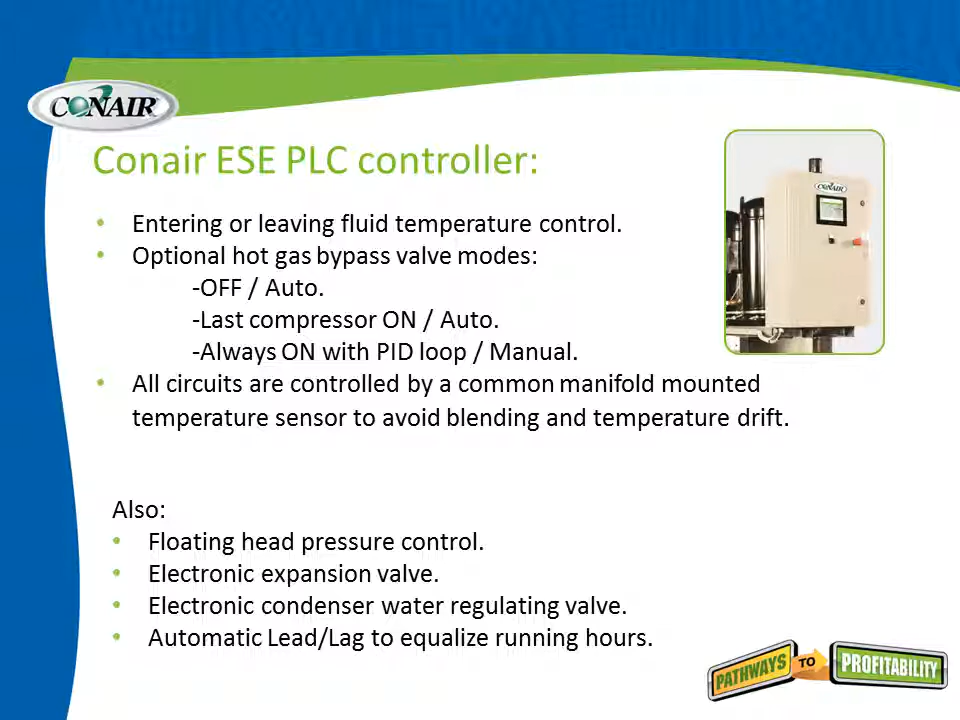 CONAIR
Conair ESE PLC controller:
CONAIR
• Entering or leaving fluid temperature control.
• Optional hot gas bypass valve modes:
-OFF / Auto.
-Last compressor ON / Auto.
-Always ON with PID loop / Manual.
• All circuits are controlled by a common manifold mounted
temperature sensor to avoid blending and temperature drift.
Also:
• Floating head pressure control.
• Electronic expansion valve.
• Electronic condenser water regulating valve.
• Automatic Lead/Lag to equalize running hours.
PATHWAYS TO PROFITABILITY